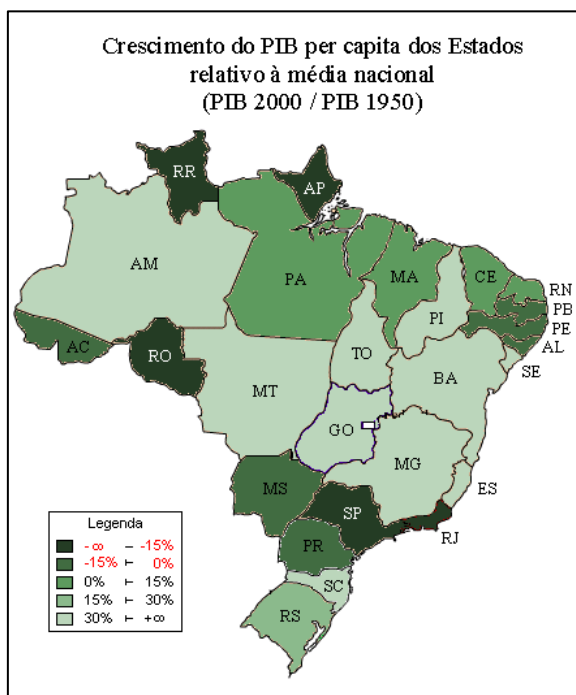 Crescimento do PIB per capita dos Estados
relativo à média nacional
(PIB 2000 / PIB 1950)
RR
AP
AM
PA
MA
CE
RN
PB
PE
AL
SE
PI
AC
RO
TO
BA
MT
GO
MG
ES
MS
SP
RJ
PR
SC
RS
Legenda
-∞ – -15%
-15% ⊢ 0%
0% ⊢ 15%
15% ⊢ 30%
30% ⊢ +∞